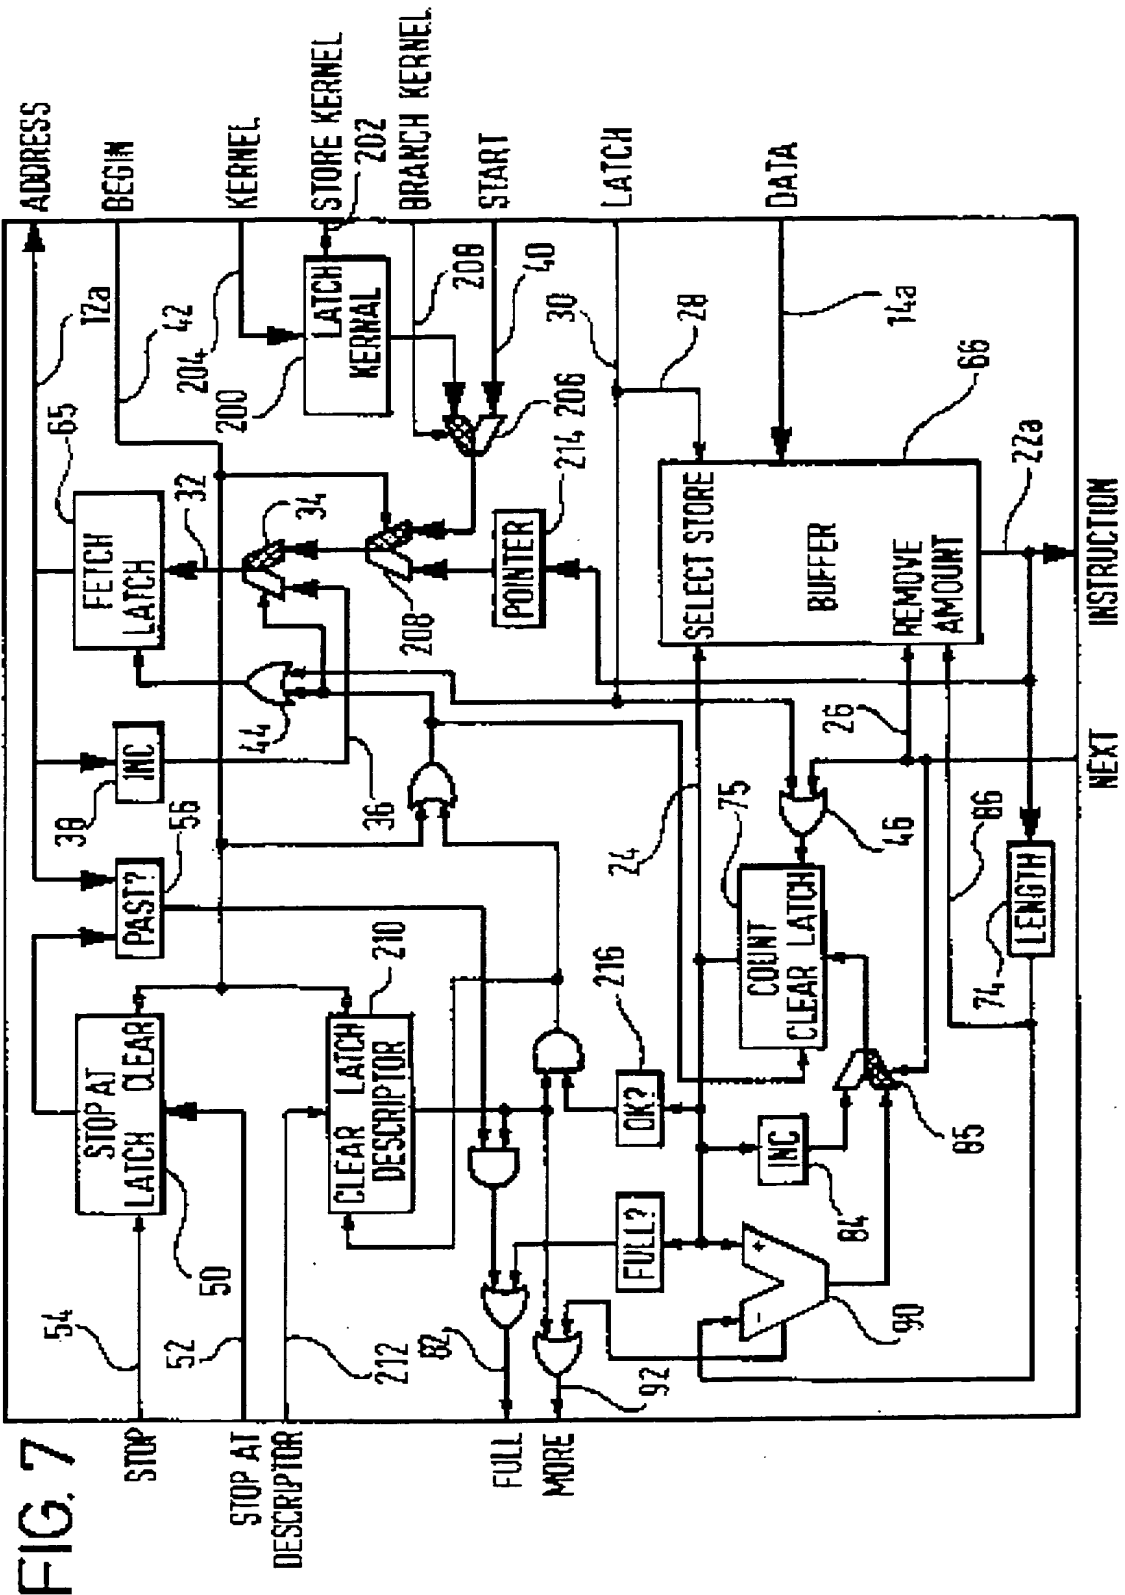 FIG. 7
STOP
STOP AT
DESCRIPTOR
FULL
MORE
54
52
212
82
92
50
STOP AT
LATCH CLEAR
PAST?
56
38
INC
44
36
FETCH
LATCH
65
32
34
12a
42
204
200
LATCH
KERNAL
ADDRESS
BEGIN
KERNEL
STORE KERNEL
202
BRANCH KERNEL
START
LATCH
DATA
CLEAR LATCH
DESCRIPTOR
210
208
206
208
40
214
POINTER
30
28
14a
66
SELECT STORE
BUFFER
REMOVE
AMOUNT
22a
INSTRUCTION
NEXT
FULL?
OK?
216
24
75
COUNT
CLEAR LATCH
26
46
86
INC
84
85
90
74
LENGTH
+
-